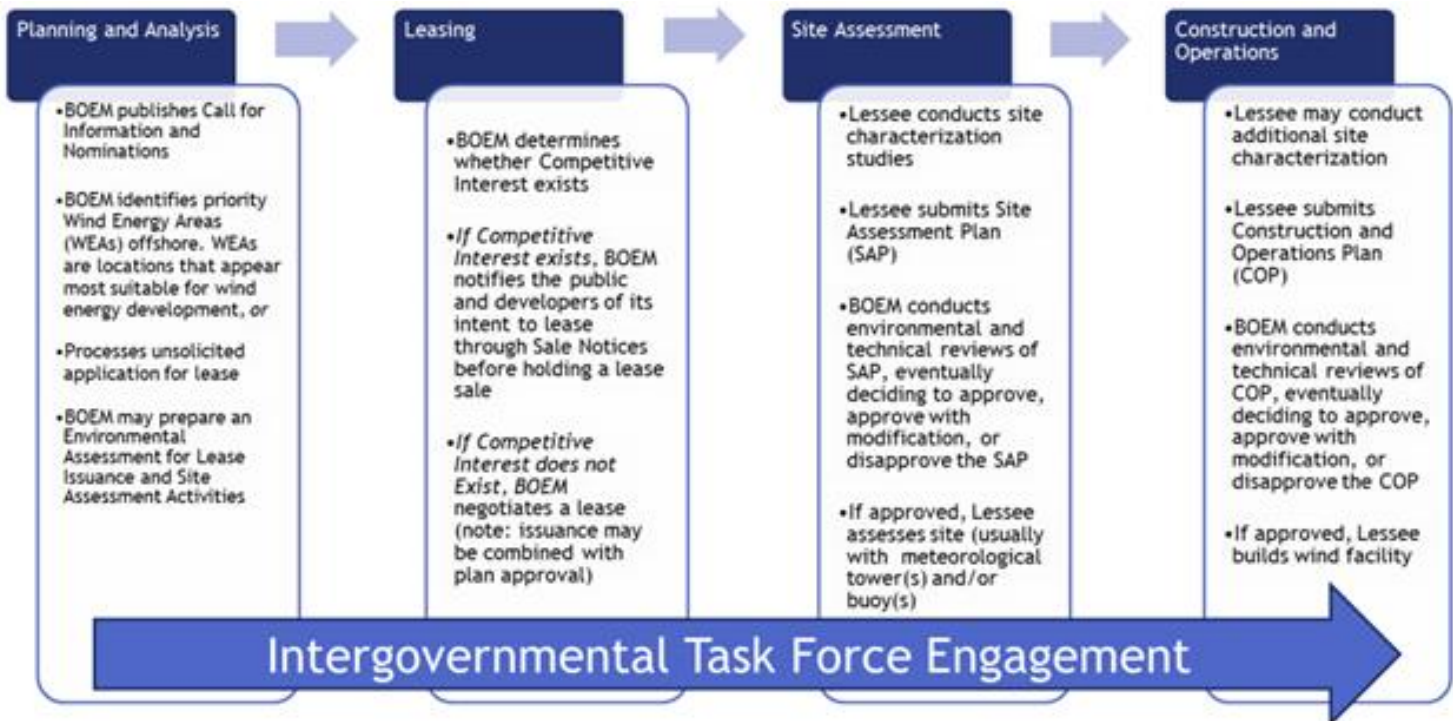 Planning and Analysis
•BOEM publishes Call for
Information and
Nominations
•BOEM identifies priority
Wind Energy Areas
(WEAs) offshore. WEAs
are locations that appear
most suitable for wind
energy development, or
•Processes unsolicited
application for lease
•BOEM may prepare an
Environmental
Assessment for Lease
Issuance and Site
Assessment Activities
Leasing
•BOEM determines
whether Competitive
Interest exists
•If Competitive
Interest exists, BOEM
notifies the public
and developers of its
intent to lease
through Sale Notices
before holding a lease
sale
•If Competitive
Interest does not
Exist, BOEM
negotiates a lease
(note: issuance may
be combined with
plan approval)
Site Assessment
•Lessee conducts site
characterization
studies
•Lessee submits Site
Assessment Plan
(SAP)
•BOEM conducts
environmental and
technical reviews of
SAP, eventually
deciding to approve,
approve with
modification, or
disapprove the SAP
•If approved, Lessee
assesses site (usually
with meteorological
tower(s) and/or
buoy(s)
Construction and
Operations
•Lessee may conduct
additional site
characterization
•Lessee submits
Construction and
Operations Plan
(COP)
•BOEM conducts
environmental and
technical reviews of
COP, eventually
deciding to approve,
approve with
modification, or
disapprove the COP
•If approved, Lessee
builds wind facility
Intergovernmental Task Force Engagement